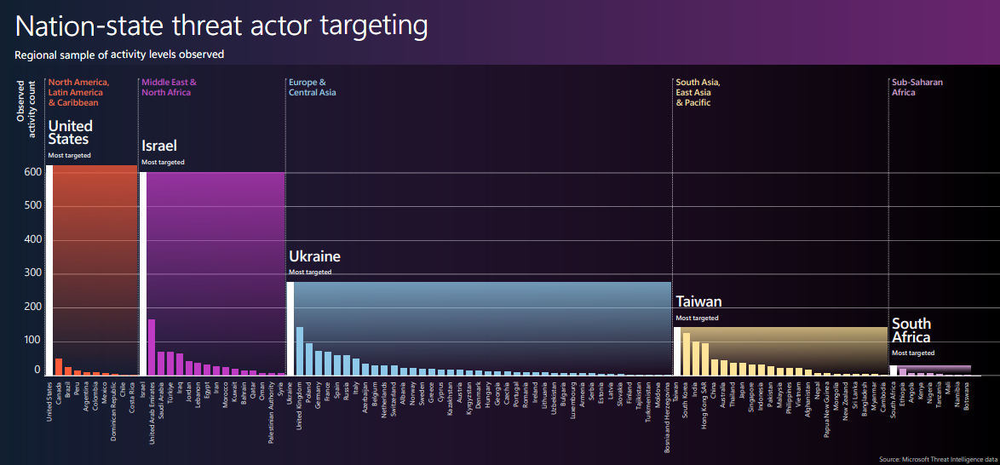 Nation-state threat actor targeting
Regional sample of activity levels observed
Observed
activity count
North America,
Latin America
& Caribbean
United
States
Most targeted
Middle East &
North Africa
Israel
Most targeted
Europe &
Central Asia
Ukraine
Most targeted
South Asia,
East Asia
& Pacific
Taiwan
Most targeted
Sub-Saharan
Africa
South
Africa
Most targeted
600
500
400
300
200
100
0
United States
Canada
Brazil
Peru
Argentina
Colombia
Mexico
Dominican Republic
Chile
Costa Rica
Israel
United Arab Emirates
Saudi Arabia
Türkiye
Iraq
Jordan
Lebanon
Egypt
Iran
Morocco
Kuwait
Bahrain
Qatar
Oman
Palestinian Authority
Syria
Ukraine
United Kingdom
Poland
Germany
France
Spain
Russia
Italy
Azerbaijan
Belgium
Netherlands
Switzerland
Albania
Norway
Sweden
Greece
Cyprus
Kazakhstan
Austria
Kyrgyzstan
Denmark
Hungary
Georgia
Czechia
Portugal
Romania
Ireland
Lithuania
Uzbekistan
Bulgaria
Luxembourg
Armenia
Serbia
Estonia
Latvia
Slovakia
Finland
Tajikistan
Turkmenistan
Moldova
Bosnia and Herzegovina
Taiwan
South Korea
India
Hong Kong SAR
China
Australia
Thailand
Japan
Singapore
Indonesia
Pakistan
Malaysia
Philippines
Vietnam
Afghanistan
Nepal
Papua New Guinea
Mongolia
New Zealand
Sri Lanka
Bangladesh
Myanmar
Cambodia
South Africa
Ethiopia
Angola
Kenya
Nigeria
Tanzania
Mali
Namibia
Botswana
Source: Microsoft Threat Intelligence data